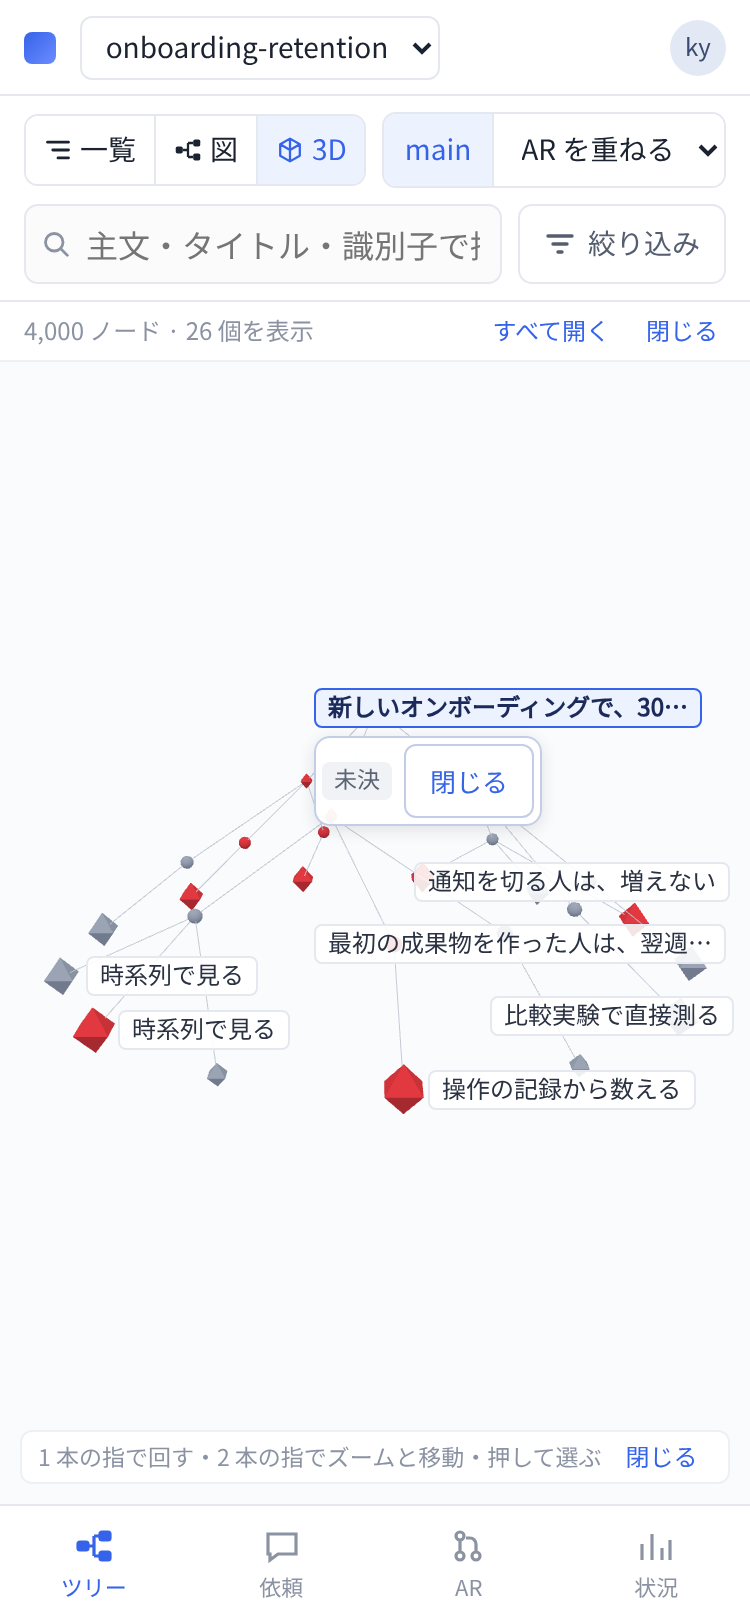 onboarding-retention
ky
一覧
図
3D
main
AR を重ねる
主文・タイトル・識別子で
絞り込み
4,000 ノード · 26 個を表示
すべて開く
閉じる
新しいオンボーディングで、30…
未決
閉じる
通知を切る人は、増えない
最初の成果物を作った人は、翌週…
時系列で見る
比較実験で直接測る
時系列で見る
操作の記録から数える
1 本の指で回す・2 本の指でズームと移動・押して選ぶ
閉じる
ツリー
依頼
AR
状況